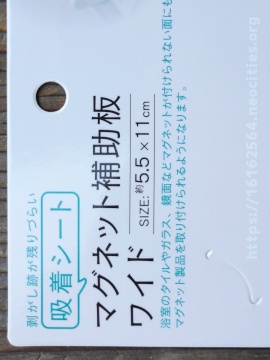 剥がし跡が残りづらい
吸着シート
マグネット補助板
ワイド
SIZE:約5.5×11cm
浴室のタイルやガラス、鏡面などマグネットが付けられない面にも
マグネット製品を取り付けられるようになります。
https://f16162564.neocities.org